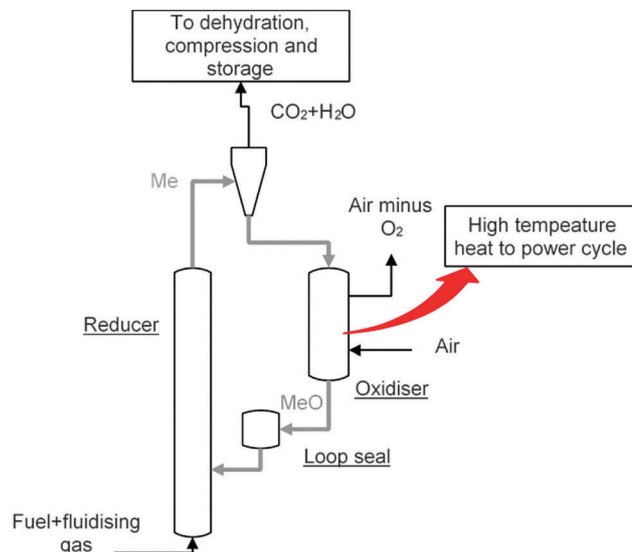 To dehydration,
compression and
storage
CO₂+H₂O
Me
Air minus
O₂
High tempeature
heat to power cycle
Reducer
Air
Oxidiser
MeO
Loop seal
Fuel+fluidising
gas